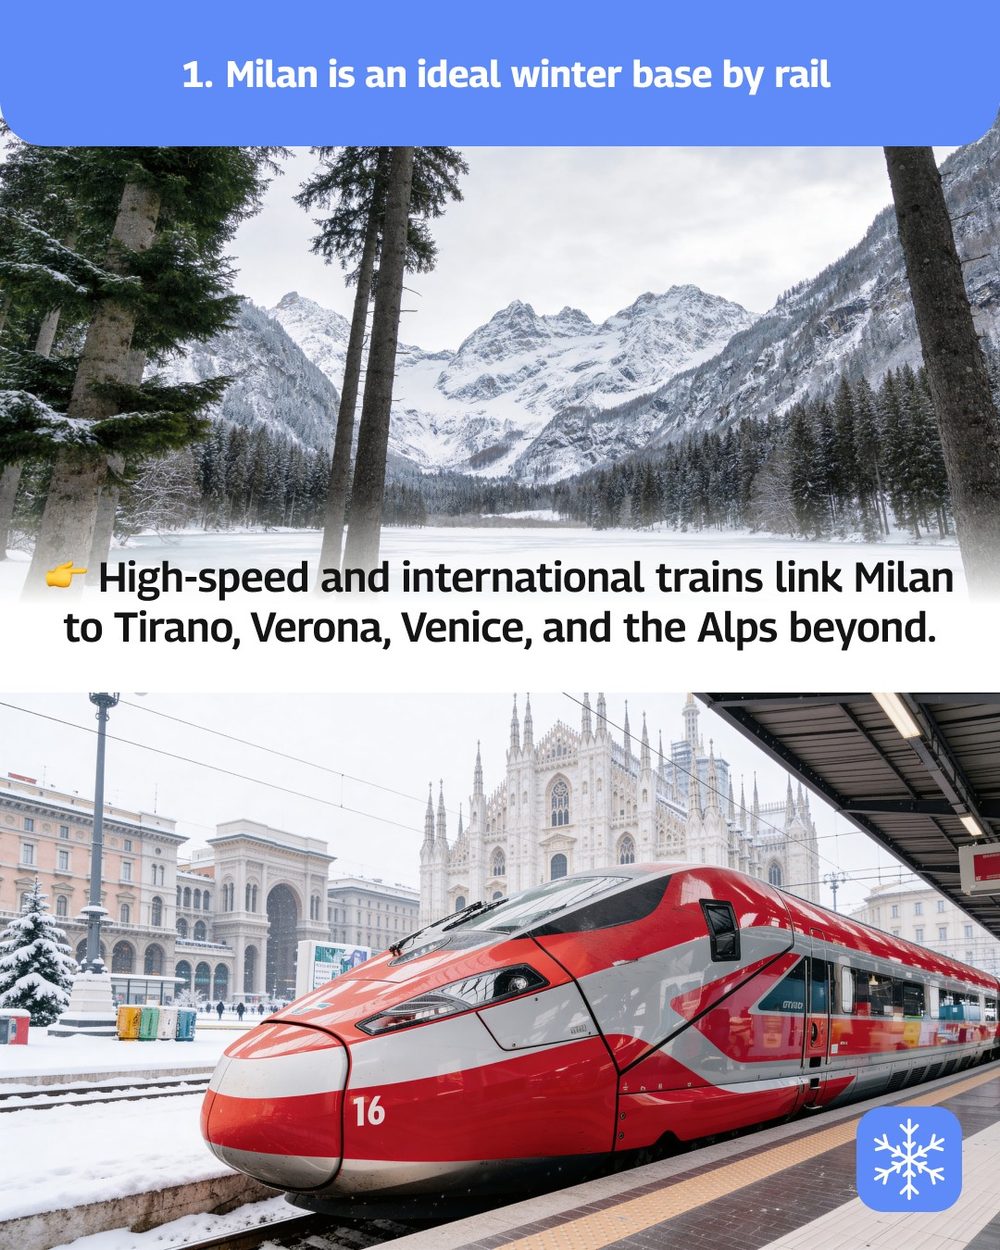 1. Milan is an ideal winter base by rail
👉 High-speed and international trains link Milan
to Tirano, Verona, Venice, and the Alps beyond.
16